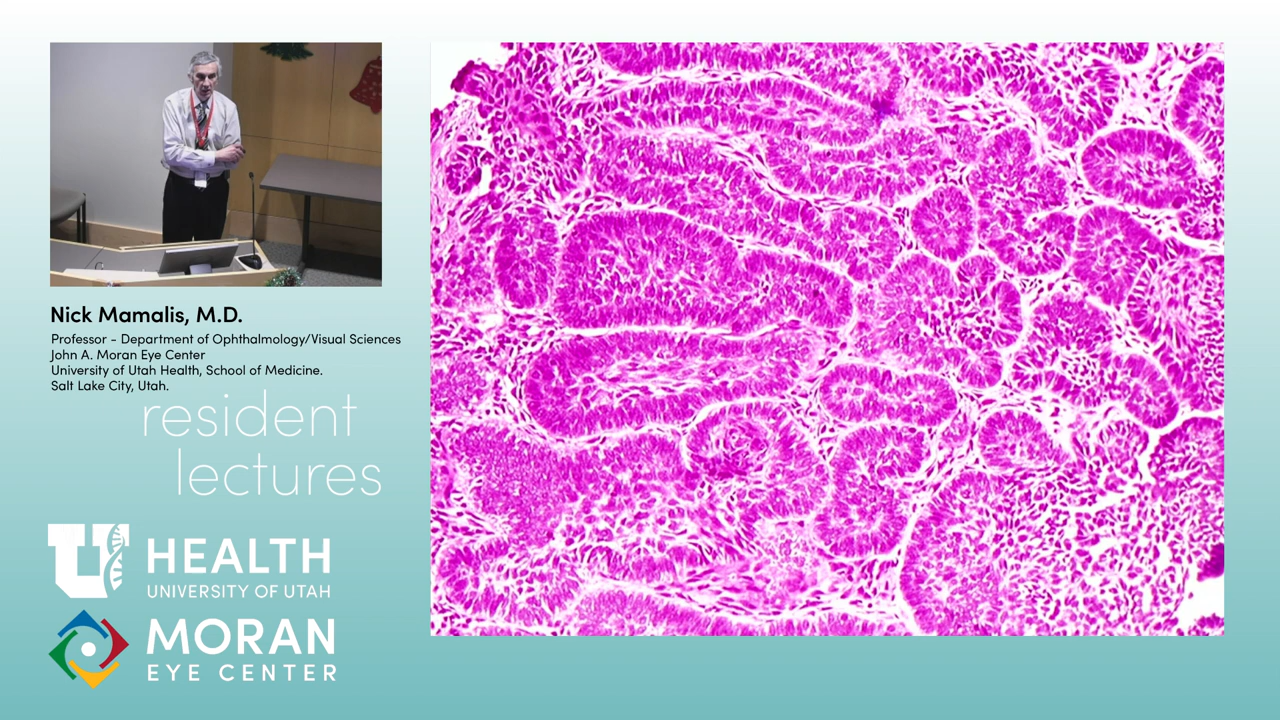 Nick Mamalis, M.D.
Professor - Department of Ophthalmology/Visual Sciences
John A. Moran Eye Center
University of Utah Health, School of Medicine.
Salt Lake City, Utah.
resident
lectures
U HEALTH
UNIVERSITY OF UTAH
MORAN
EYE CENTER